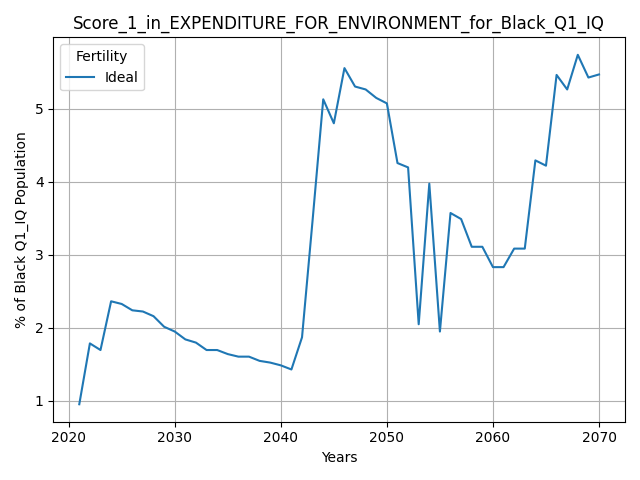 Score_1_in_EXPENDITURE_FOR_ENVIRONMENT_for_Black_Q1_IQ
Fertility
Ideal
% of Black Q1_IQ Population
5
4
3
2
1
2020 2030 2040 2050 2060 2070
Years